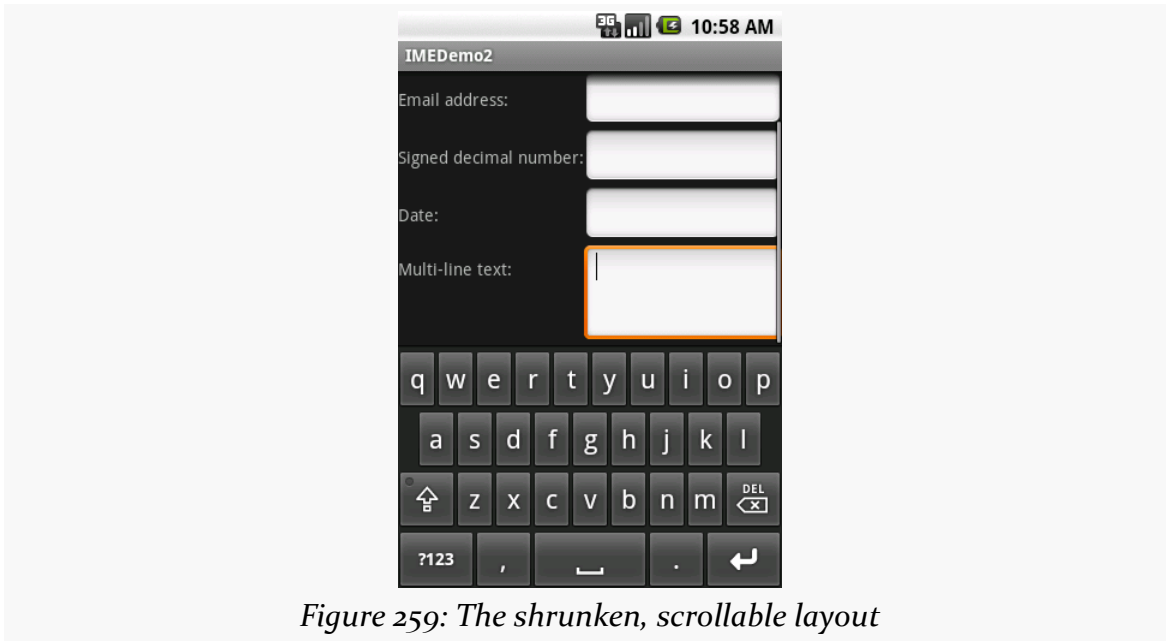 3G 10:58 AM
IMEDemo2
Email address:
Signed decimal number:
Date:
Multi-line text:
q w e r t y u i o p
a s d f g h j k l
z x c v b n m DEL
?123 , .
Figure 259: The shrunken, scrollable layout